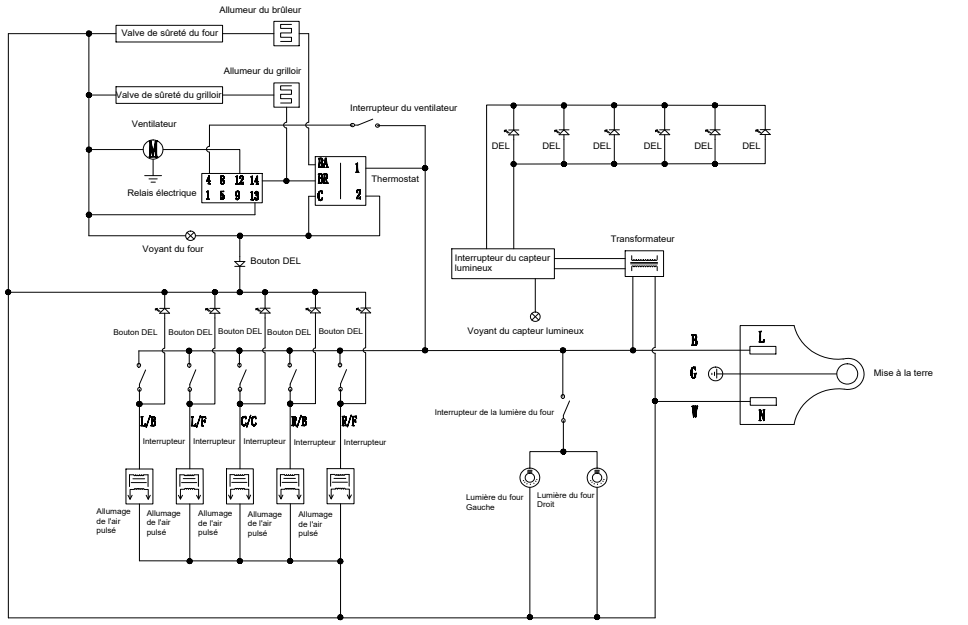 Allumeur du brûleur
Valve de sûreté du four
Allumeur du grilloir
Valve de sûreté du grilloir
Interrupteur du ventilateur
Ventilateur
M
4 8 12 14
1 5 9 13
Relais électrique
BA
BR
C
1
2
Thermostat
Voyant du four
Bouton DEL
DEL
DEL
DEL
DEL
DEL
DEL
Interrupteur du capteur
lumineux
Transformateur
Voyant du capteur lumineux
Bouton DEL
Bouton DEL
Bouton DEL
Bouton DEL
Bouton DEL
B
L
G
Mise à la terre
W
N
Interrupteur de la lumière du four
L/B
L/F
C/C
R/B
R/F
Interrupteur
Interrupteur
Interrupteur
Interrupteur
Interrupteur
Allumage
de l'air
pulsé
Allumage
de l'air
pulsé
Allumage
de l'air
pulsé
Allumage
de l'air
pulsé
Allumage
de l'air
pulsé
Lumière du four
Gauche
Lumière du four
Droit